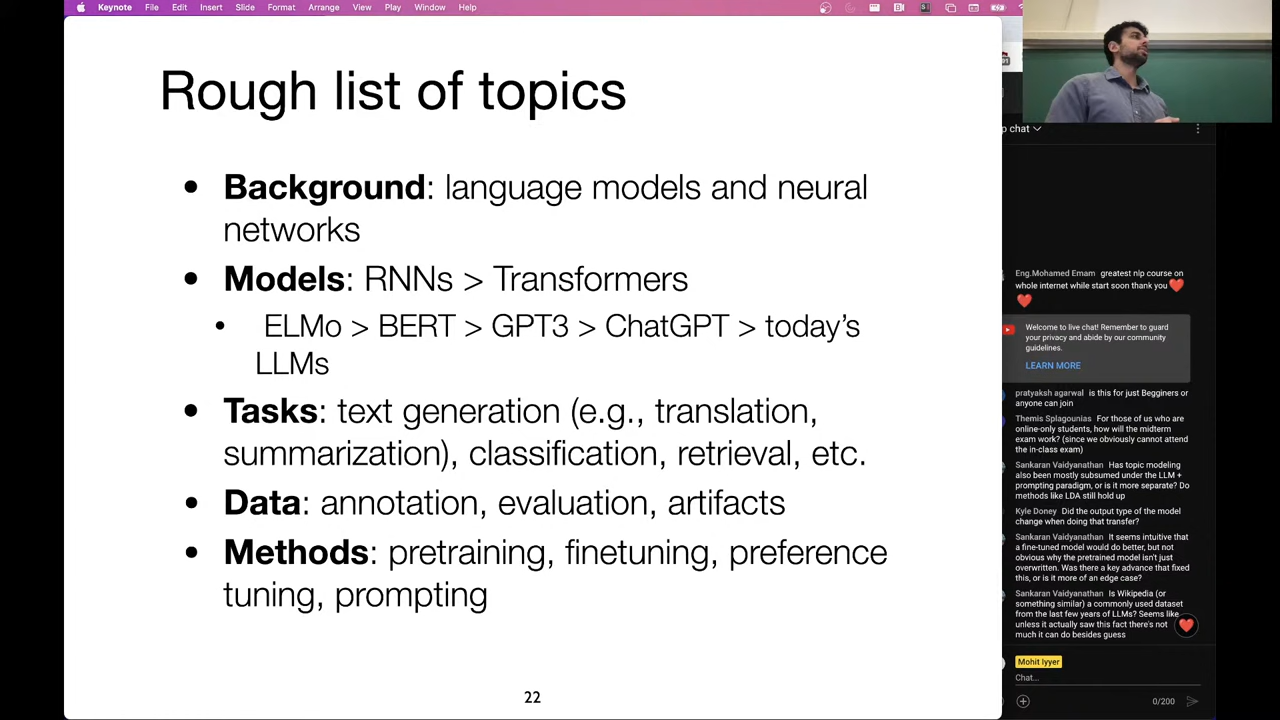 Keynote File Edit Insert Slide Format Arrange View Play Window Help
Rough list of topics
• Background: language models and neural
networks
• Models: RNNs > Transformers
• ELMo > BERT > GPT3 > ChatGPT > today's
LLMs
• Tasks: text generation (e.g., translation,
summarization), classification, retrieval, etc.
• Data: annotation, evaluation, artifacts
• Methods: pretraining, finetuning, preference
tuning, prompting
22
p chat
Eng.Mohamed Emam greatest nlp course on
whole internet while start soon thank you❤️
❤️
Welcome to live chat! Remember to guard
your privacy and abide by our community
guidelines.
LEARN MORE
pratyaksh agarwal is this for just Begginers or
anyone can join
Themis Splagounias For those of us who are
online-only students, how will the midterm
exam work? (since we obviously cannot attend
the in-class exam)
Sankaran Vaidyanathan Has topic modeling
also been mostly subsumed under the LLM +
prompting paradigm, or is it more separate? Do
methods like LDA still hold up
Kyle Doney Did the output type of the model
change when doing that transfer?
Sankaran Vaidyanathan It seems intuitive that
a fine-tuned model would do better, but not
obvious why the pretrained model isn't just
overwritten. Was there a key advance that fixed
this, or is it more of an edge case?
Sankaran Vaidyanathan Is Wikipedia (or
something similar) a commonly used dataset
from the last few years of LLMs? Seems like
unless it actually saw this fact there's not
much it can do besides guess
Mohit Iyyer
Chat...
0/200